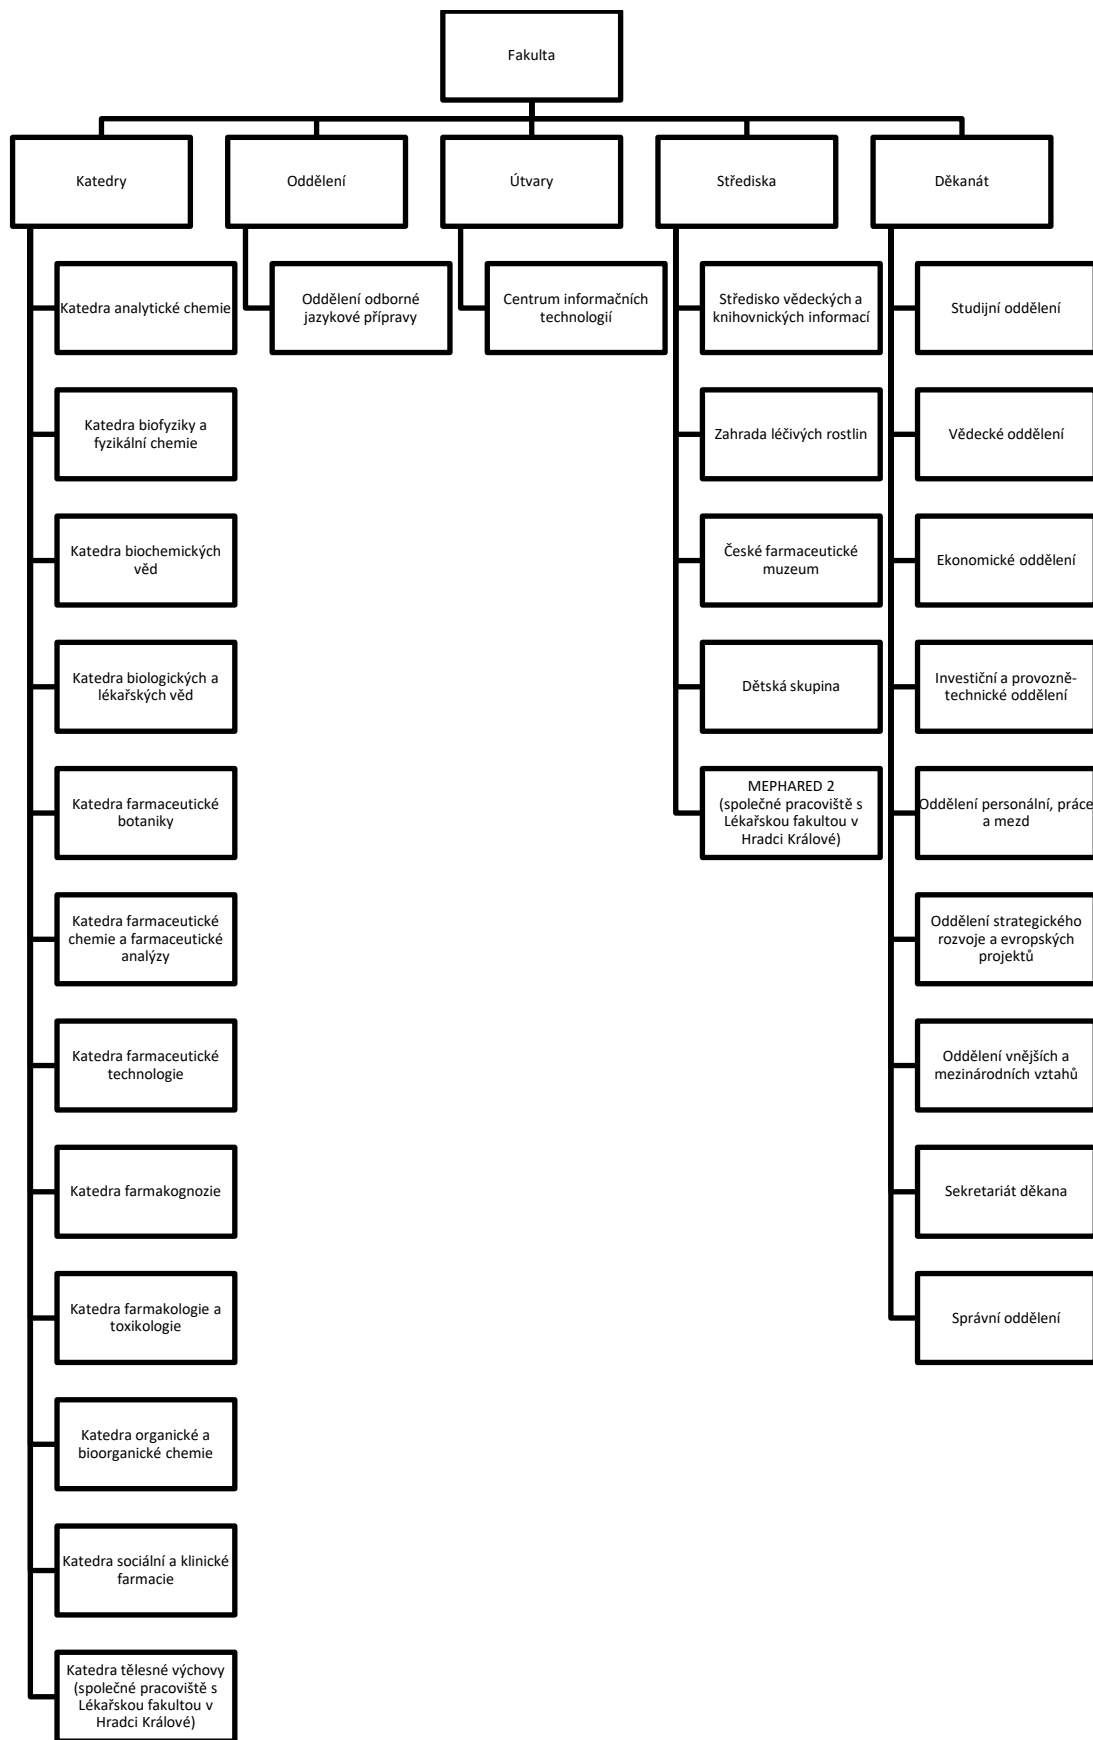 Fakulta
Katedry
Oddělení
Útvary
Střediska
Děkanát
Katedra analytické chemie
Katedra biofyziky a
fyzikální chemie
Katedra biochemických
věd
Katedra biologických a
lékařských věd
Katedra farmaceutické
botaniky
Katedra farmaceutické
chemie a farmaceutické
analýzy
Katedra farmaceutické
technologie
Katedra farmakognozie
Katedra farmakologie a
toxikologie
Katedra organické a
bioorganické chemie
Katedra sociální a klinické
farmacie
Katedra tělesné výchovy
(společné pracoviště s
Lékařskou fakultou v
Hradci Králové)
Oddělení odborné
jazykové přípravy
Centrum informačních
technologií
Středisko vědeckých a
knihovnických informací
Zahrada léčivých rostlin
České farmaceutické
muzeum
Dětská skupina
MEPHARED 2
(společné pracoviště s
Lékařskou fakultou v
Hradci Králové)
Studijní oddělení
Vědecké oddělení
Ekonomické oddělení
Investiční a provozně-
technické oddělení
Oddělení personální, práce
a mezd
Oddělení strategického
rozvoje a evropských
projektů
Oddělení vnějších a
mezinárodních vztahů
Sekretariát děkana
Správní oddělení